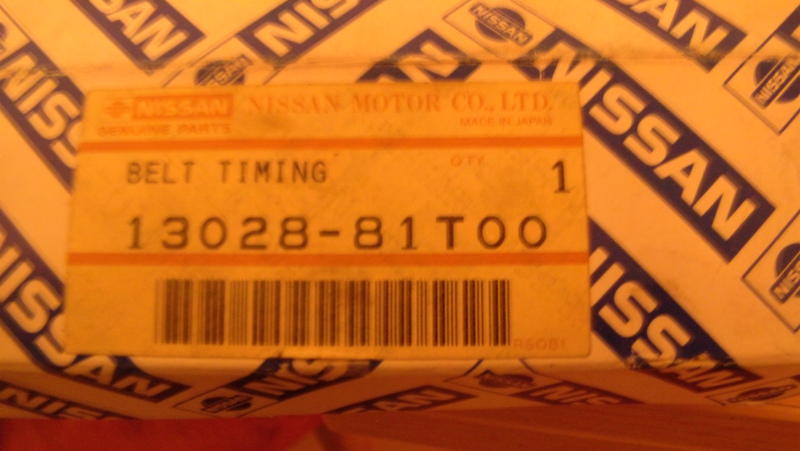 NISSAN NISSAN MOTOR CO., LTD.
GENUINE PARTS MADE IN JAPAN
BELT TIMING QTY. 1
13028-81T00
NISSAN
NISSAN
NISSAN
NISSAN
NISSAN
NISSAN